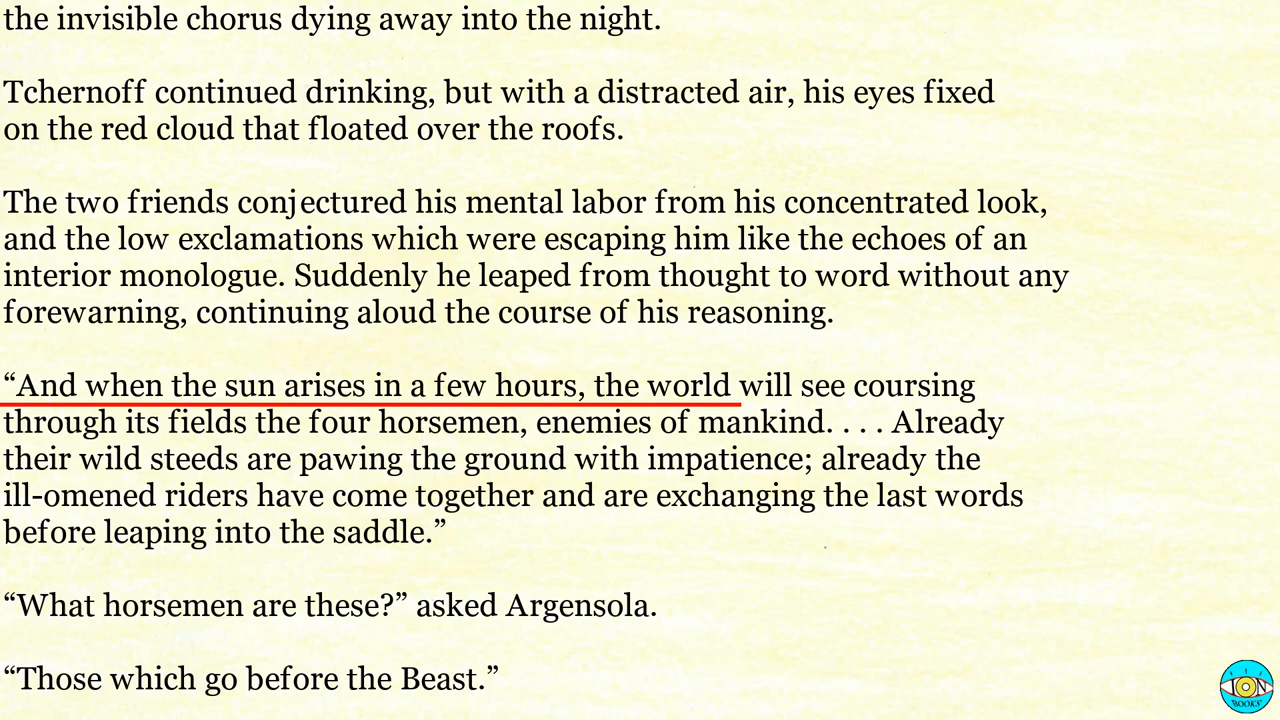 the invisible chorus dying away into the night.
Tchernoff continued drinking, but with a distracted air, his eyes fixed
on the red cloud that floated over the roofs.
The two friends conjectured his mental labor from his concentrated look,
and the low exclamations which were escaping him like the echoes of an
interior monologue. Suddenly he leaped from thought to word without any
forewarning, continuing aloud the course of his reasoning.
“And when the sun arises in a few hours, the world will see coursing
through its fields the four horsemen, enemies of mankind. . . . Already
their wild steeds are pawing the ground with impatience; already the
ill-omened riders have come together and are exchanging the last words
before leaping into the saddle.”
“What horsemen are these?” asked Argensola.
“Those which go before the Beast.”
ION
BOOKS